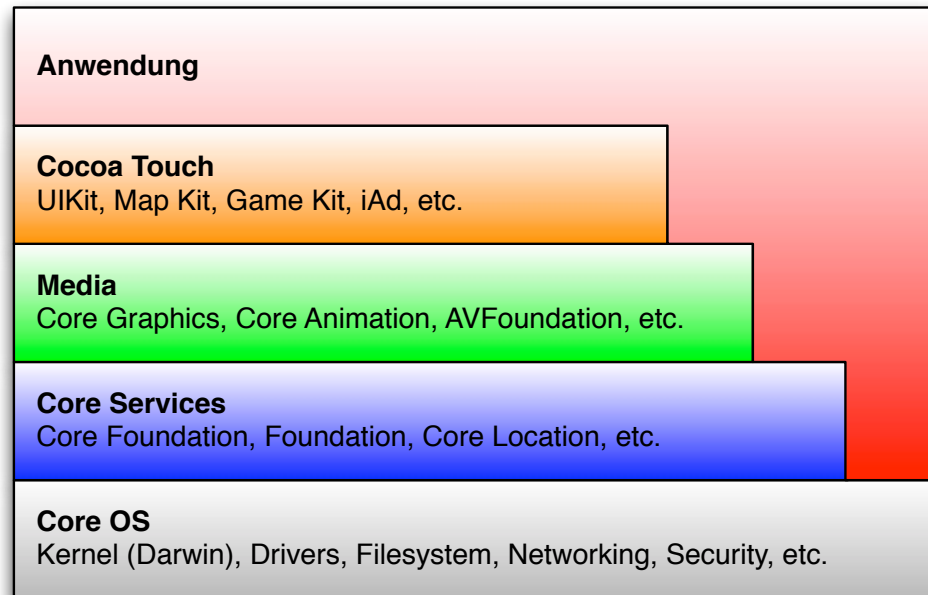 Anwendung
Cocoa Touch
UIKit, Map Kit, Game Kit, iAd, etc.
Media
Core Graphics, Core Animation, AVFoundation, etc.
Core Services
Core Foundation, Foundation, Core Location, etc.
Core OS
Kernel (Darwin), Drivers, Filesystem, Networking, Security, etc.